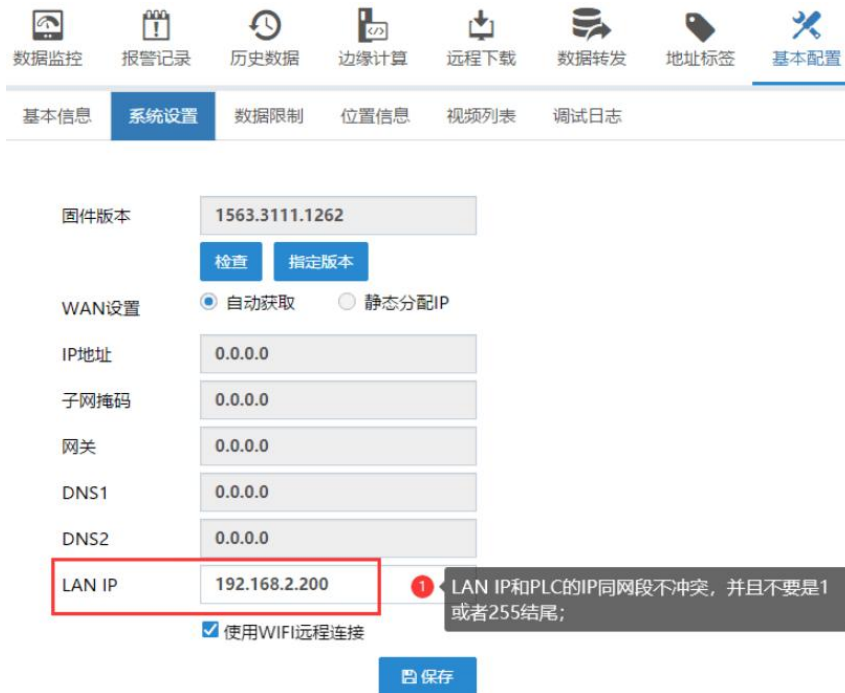 数据监控 报警记录 历史数据 边缘计算 远程下载 数据转发 地址标签 基本配置
基本信息 系统设置 数据限制 位置信息 视频列表 调试日志
固件版本 1563.3111.1262
检查 指定版本
WAN设置 自动获取 静态分配IP
IP地址 0.0.0.0
子网掩码 0.0.0.0
网关 0.0.0.0
DNS1 0.0.0.0
DNS2 0.0.0.0
LAN IP 192.168.2.200 1 LAN IP和PLC的IP同网段不冲突，并且不要是1
或者255结尾；
使用WIFI远程连接
保存